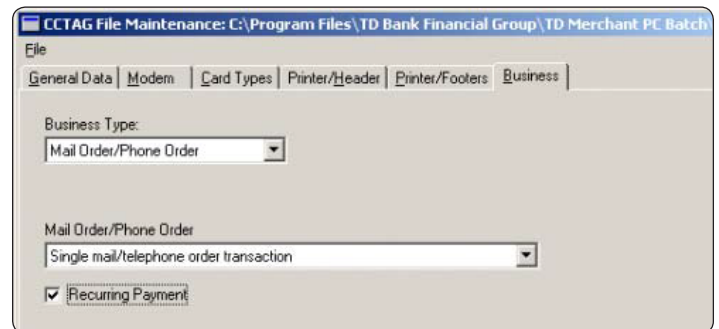 CCTAG File Maintenance: C:\Program Files\TD Bank Financial Group\TD Merchant PC Batch
File
General Data Modem Card Types Printer/Header Printer/Footers Business
Business Type:
Mail Order/Phone Order
Mail Order/Phone Order
Single mail/telephone order transaction
Recurring Payment